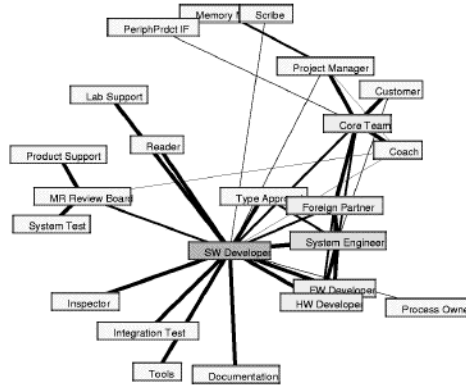 Memory
Scribe
PeriphPrdct IF
Project Manager
Customer
Lab Support
Core Team
Reader
Coach
Product Support
MR Review Board
Type Appro
Foreign Partner
System Test
System Engineer
SW Developer
FW Developer
HW Developer
Inspector
Process Owne
Integration Test
Tools
Documentation